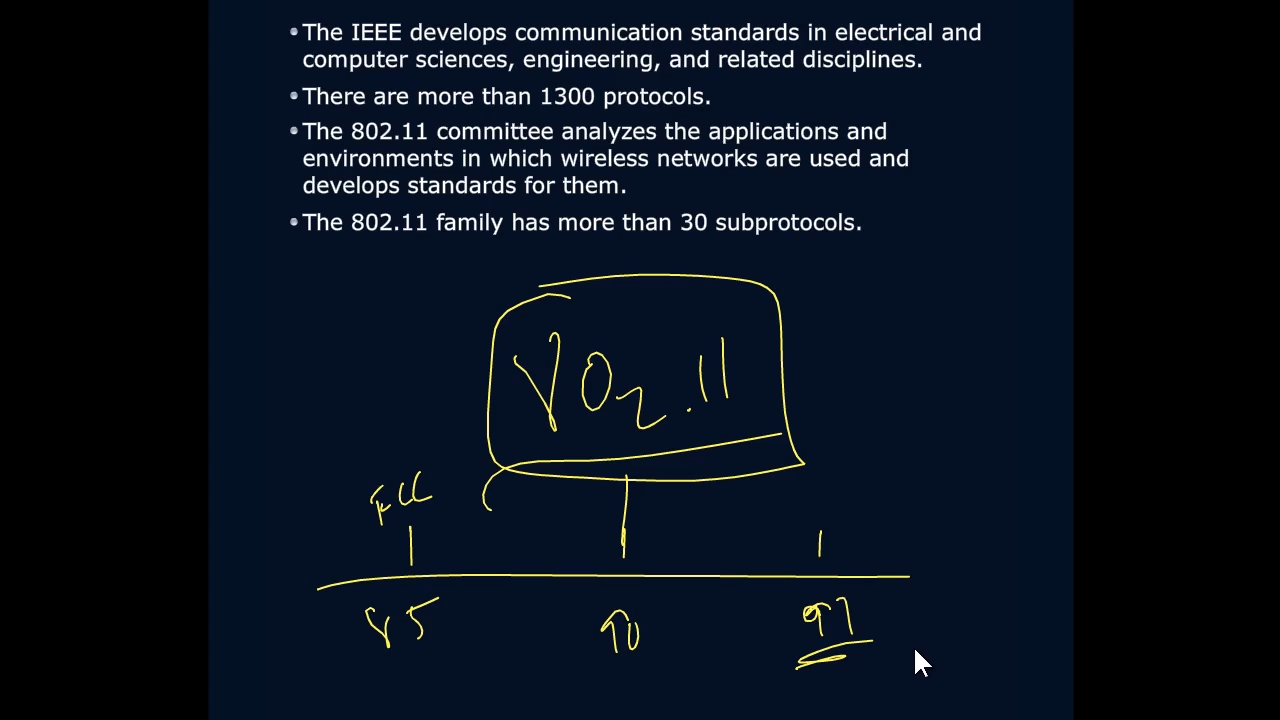 • The IEEE develops communication standards in electrical and
computer sciences, engineering, and related disciplines.
• There are more than 1300 protocols.
• The 802.11 committee analyzes the applications and
environments in which wireless networks are used and
develops standards for them.
• The 802.11 family has more than 30 subprotocols.
802.11
FCC
85 90 97